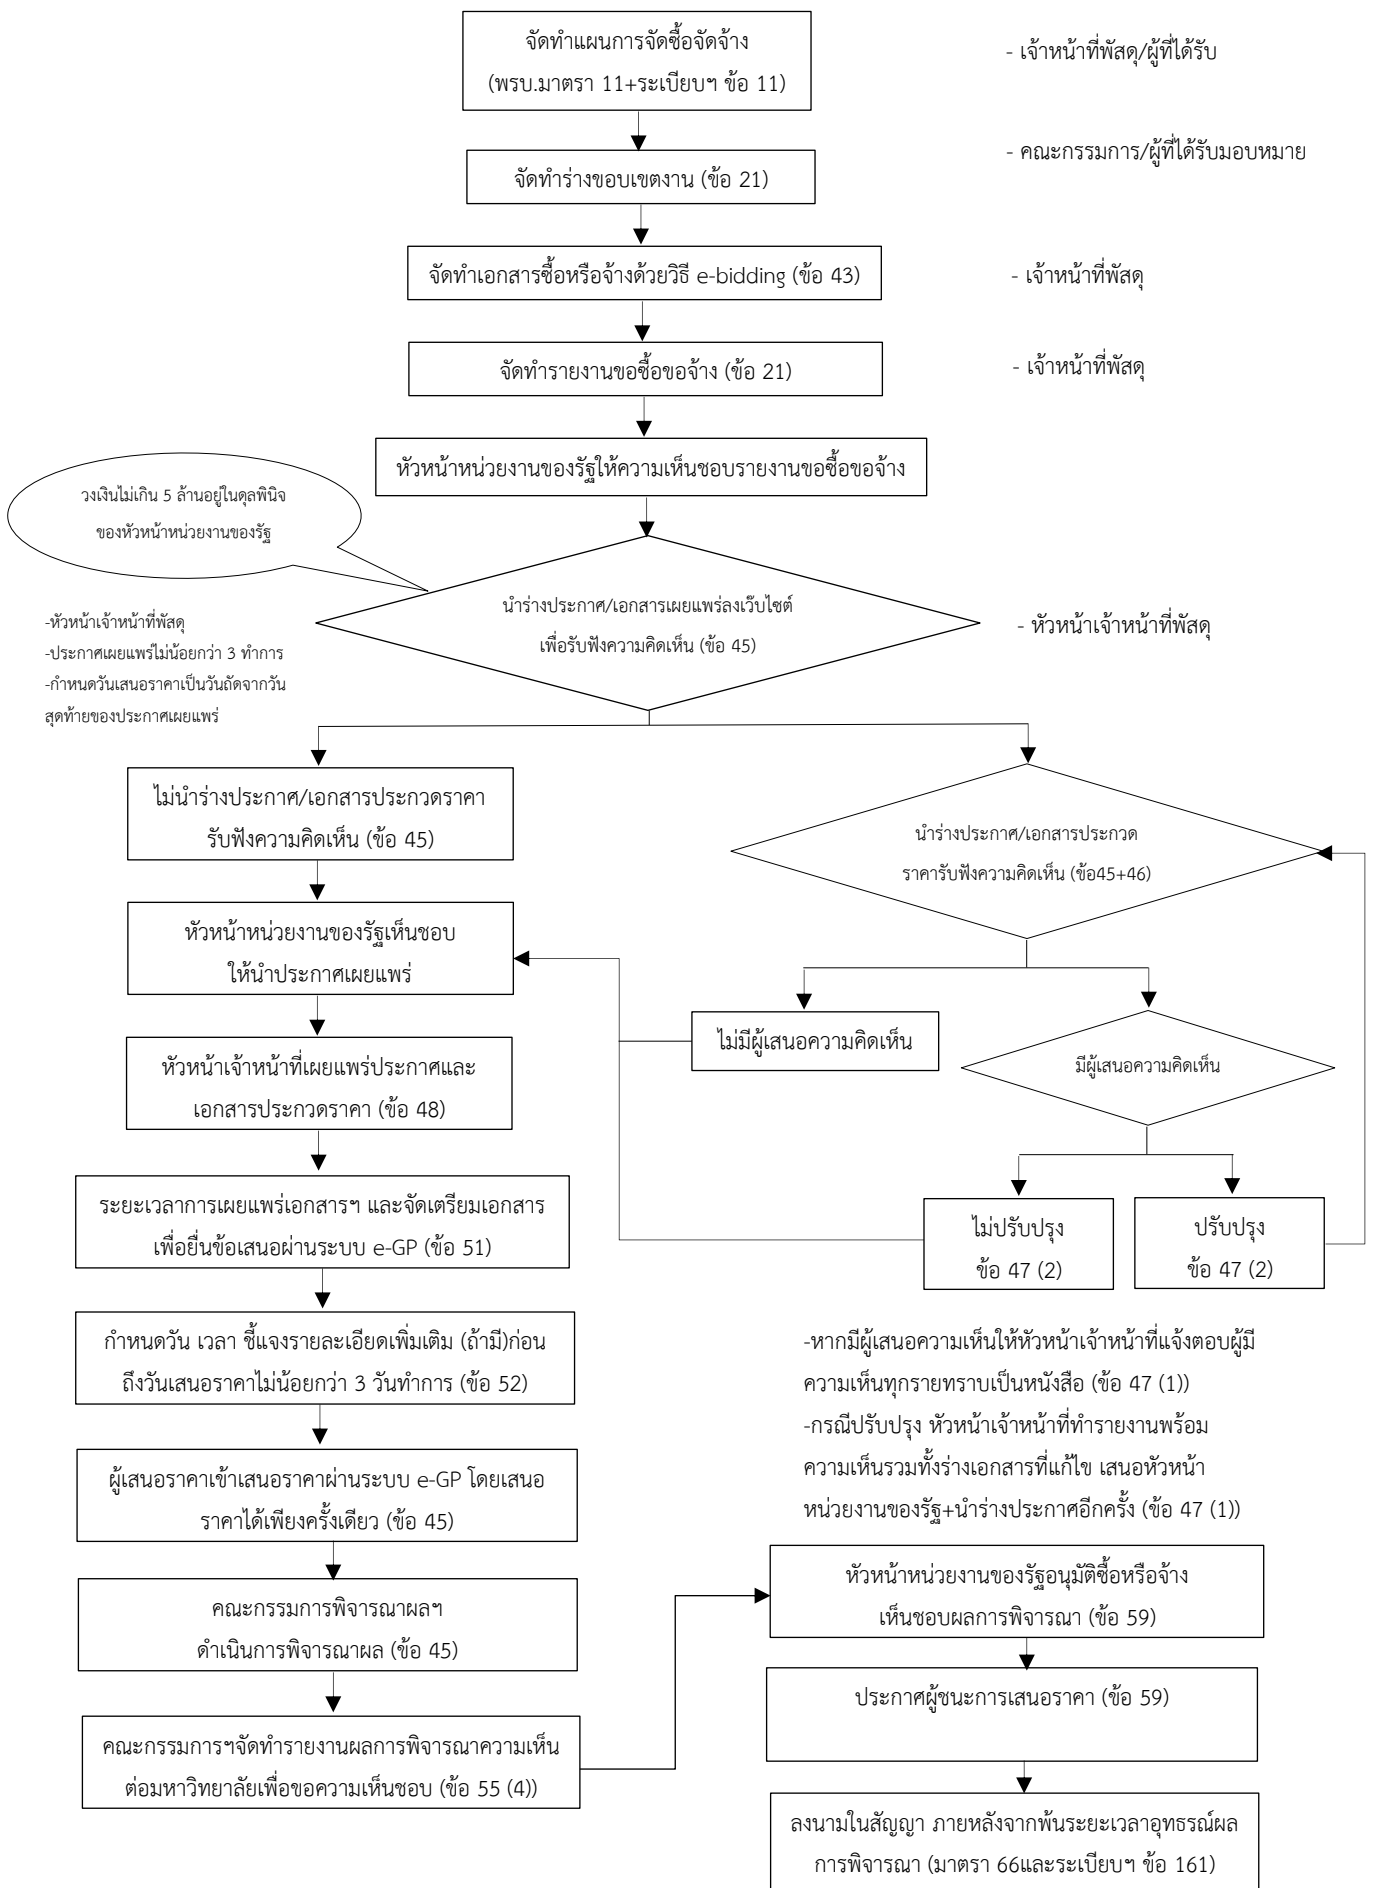 จัดทำแผนการจัดซื้อจัดจ้าง
(พรบ.มาตรา 11+ระเบียบฯ ข้อ 11)
- เจ้าหน้าที่พัสดุ/ผู้ที่ได้รับ
- คณะกรรมการ/ผู้ที่ได้รับมอบหมาย
จัดทำร่างขอบเขตงาน (ข้อ 21)
จัดทำเอกสารซื้อหรือจ้างด้วยวิธี e-bidding (ข้อ 43)
- เจ้าหน้าที่พัสดุ
จัดทำรายงานขอซื้อขอจ้าง (ข้อ 21)
- เจ้าหน้าที่พัสดุ
หัวหน้าหน่วยงานของรัฐให้ความเห็นชอบรายงานขอซื้อขอจ้าง
วงเงินไม่เกิน 5 ล้านอยู่ในดุลพินิจ
ของหัวหน้าหน่วยงานของรัฐ
นำร่างประกาศ/เอกสารเผยแพร่ลงเว็บไซต์
เพื่อรับฟังความคิดเห็น (ข้อ 45)
- หัวหน้าเจ้าหน้าที่พัสดุ
-หัวหน้าเจ้าหน้าที่พัสดุ
-ประกาศเผยแพร่ไม่น้อยกว่า 3 ทำการ
-กำหนดวันเสนอราคาเป็นวันถัดจากวัน
สุดท้ายของประกาศเผยแพร่
ไม่นำร่างประกาศ/เอกสารประกวดราคา
รับฟังความคิดเห็น (ข้อ 45)
นำร่างประกาศ/เอกสารประกวด
ราคารับฟังความคิดเห็น (ข้อ45+46)
หัวหน้าหน่วยงานของรัฐเห็นชอบ
ให้นำประกาศเผยแพร่
ไม่มีผู้เสนอความคิดเห็น
มีผู้เสนอความคิดเห็น
หัวหน้าเจ้าหน้าที่เผยแพร่ประกาศและ
เอกสารประกวดราคา (ข้อ 48)
ระยะเวลาการเผยแพร่เอกสารฯ และจัดเตรียมเอกสาร
เพื่อยื่นข้อเสนอผ่านระบบ e-GP (ข้อ 51)
ไม่ปรับปรุง
ข้อ 47 (2)
ปรับปรุง
ข้อ 47 (2)
กำหนดวัน เวลา ชี้แจงรายละเอียดเพิ่มเติม (ถ้ามี)ก่อน
ถึงวันเสนอราคาไม่น้อยกว่า 3 วันทำการ (ข้อ 52)
-หากมีผู้เสนอความเห็นให้หัวหน้าเจ้าหน้าที่แจ้งตอบผู้มี
ความเห็นทุกรายทราบเป็นหนังสือ (ข้อ 47 (1))
-กรณีปรับปรุง หัวหน้าเจ้าหน้าที่ทำรายงานพร้อม
ความเห็นรวมทั้งร่างเอกสารที่แก้ไข เสนอหัวหน้า
หน่วยงานของรัฐ+นำร่างประกาศอีกครั้ง (ข้อ 47 (1))
ผู้เสนอราคาเข้าเสนอราคาผ่านระบบ e-GP โดยเสนอ
ราคาได้เพียงครั้งเดียว (ข้อ 45)
คณะกรรมการพิจารณาผลฯ
ดำเนินการพิจารณาผล (ข้อ 45)
คณะกรรมการฯจัดทำรายงานผลการพิจารณาความเห็น
ต่อมหาวิทยาลัยเพื่อขอความเห็นชอบ (ข้อ 55 (4))
หัวหน้าหน่วยงานของรัฐอนุมัติซื้อหรือจ้าง
เห็นชอบผลการพิจารณา (ข้อ 59)
ประกาศผู้ชนะการเสนอราคา (ข้อ 59)
ลงนามในสัญญา ภายหลังจากพ้นระยะเวลาอุทธรณ์ผล
การพิจารณา (มาตรา 66และระเบียบฯ ข้อ 161)